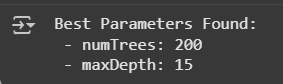 Best Parameters Found:
- numTrees: 200
- maxDepth: 15